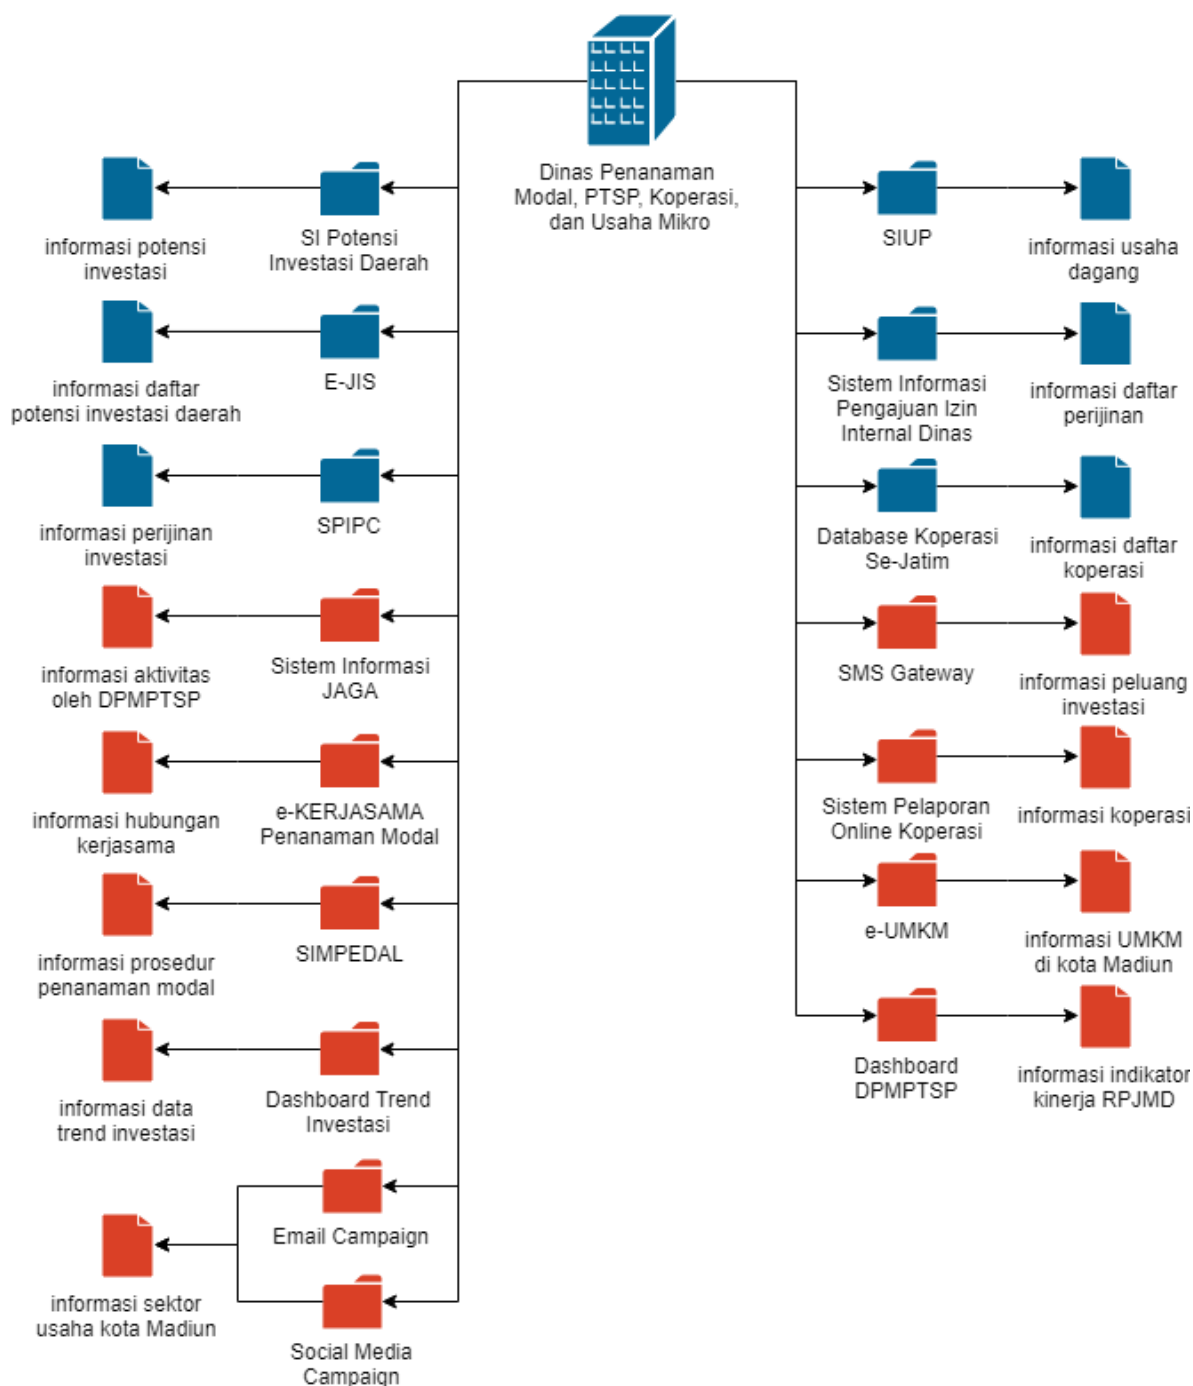 Dinas Penanaman
Modal, PTSP, Koperasi,
dan Usaha Mikro
informasi potensi
investasi
SI Potensi
Investasi Daerah
informasi daftar
potensi investasi daerah
E-JIS
informasi perijinan
investasi
SPIPC
informasi aktivitas
oleh DPMPTSP
Sistem Informasi
JAGA
informasi hubungan
kerjasama
e-KERJASAMA
Penanaman Modal
informasi prosedur
penanaman modal
SIMPEDAL
informasi data
trend investasi
Dashboard Trend
Investasi
Email Campaign
informasi sektor
usaha kota Madiun
Social Media
Campaign
SIUP
informasi usaha
dagang
Sistem Informasi
Pengajuan Izin
Internal Dinas
informasi daftar
perijinan
Database Koperasi
Se-Jatim
informasi daftar
koperasi
SMS Gateway
informasi peluang
investasi
Sistem Pelaporan
Online Koperasi
informasi koperasi
e-UMKM
informasi UMKM
di kota Madiun
Dashboard
DPMPTSP
informasi indikator
kinerja RPJMD